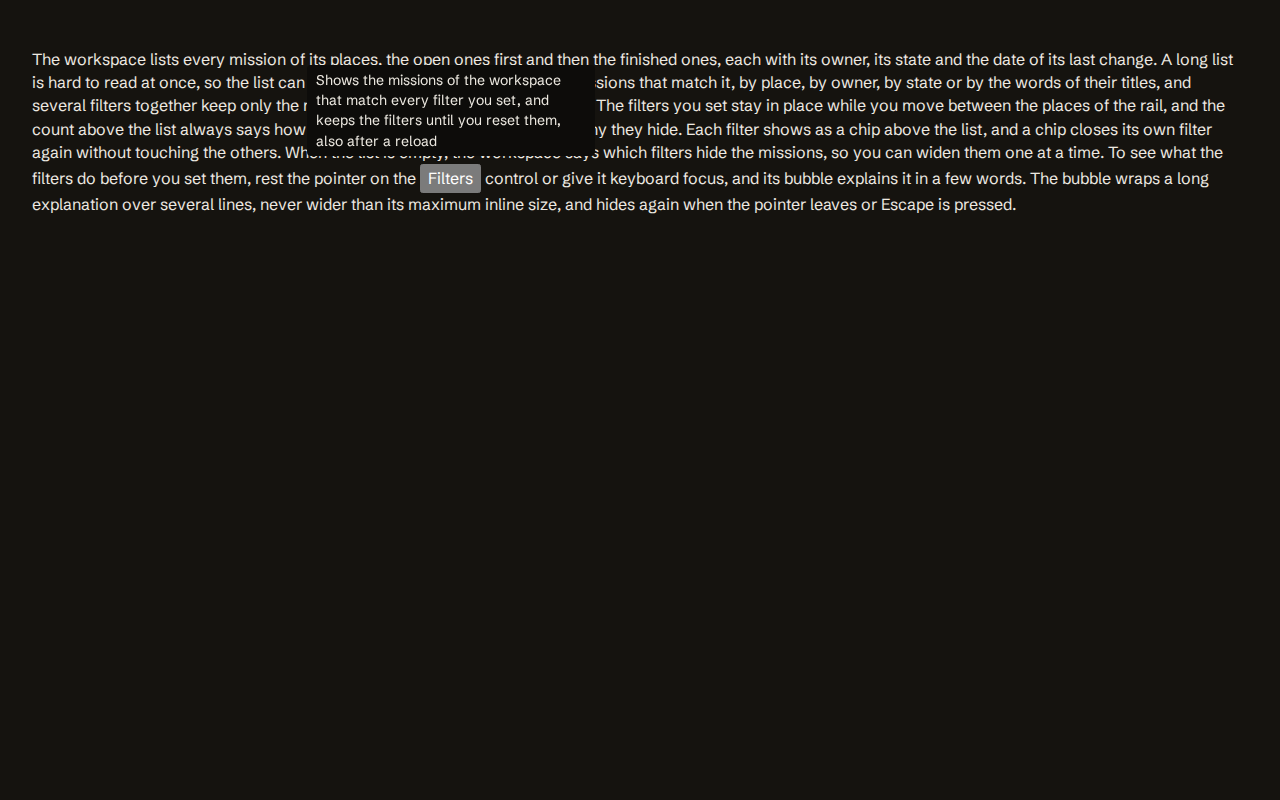 The workspace lists every mission of its places, the open ones first and then the finished ones, each with its owner, its state and the date of its last change. A long list
is hard to read at once, so the list can
sions that match it, by place, by owner, by state or by the words of their titles, and
several filters together keep only the
The filters you set stay in place while you move between the places of the rail, and the
count above the list always says how
they hide. Each filter shows as a chip above the list, and a chip closes its own filter
again without touching the others. When the list is empty, the workspace says which filters hide the missions, so you can widen them one at a time. To see what the
filters do before you set them, rest the pointer on the Filters control or give it keyboard focus, and its bubble explains it in a few words. The bubble wraps a long
explanation over several lines, never wider than its maximum inline size, and hides again when the pointer leaves or Escape is pressed.
Shows the missions of the workspace
that match every filter you set, and
keeps the filters until you reset them,
also after a reload